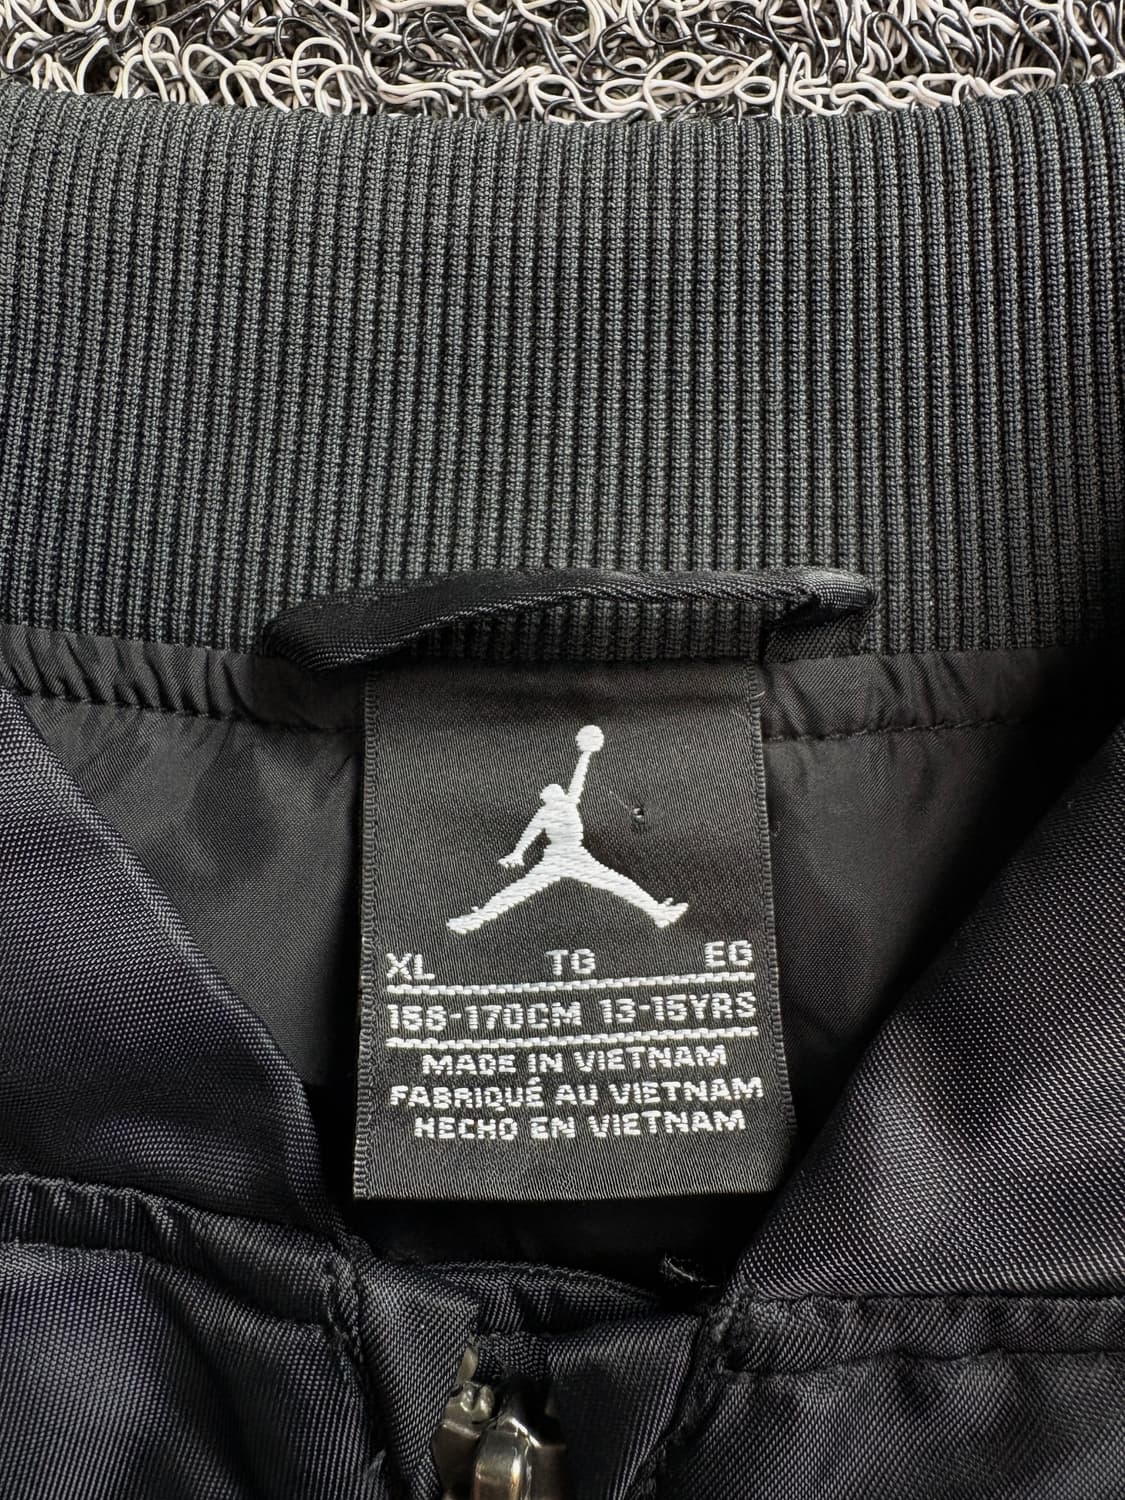 XL TG EG
158-170CM 13-15YRS
MADE IN VIETNAM
FABRIQUÉ AU VIETNAM
HECHO EN VIETNAM